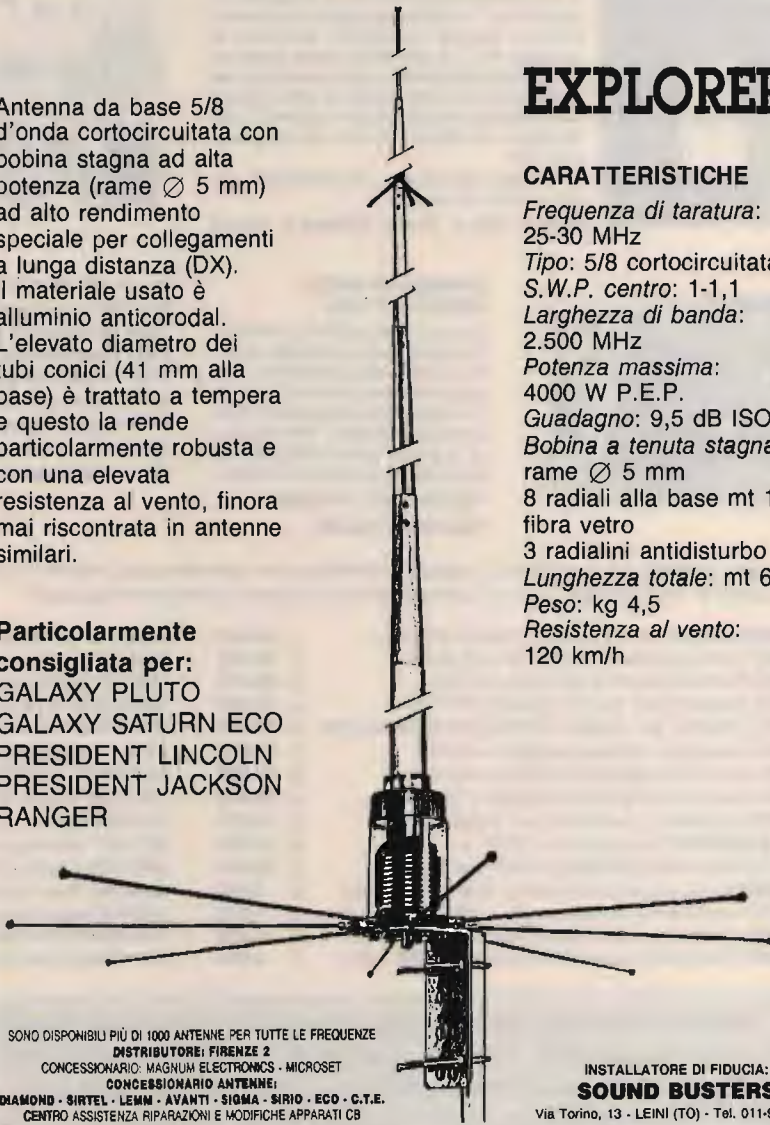 Antenna da base 5/8
d'onda cortocircuitata con
bobina stagna ad alta
potenza (rame ∅ 5 mm)
ad alto rendimento
speciale per collegamenti
a lunga distanza (DX).
Il materiale usato è
alluminio anticorodal.
L'elevato diametro dei
tubi conici (41 mm alla
base) è trattato a tempera
e questo la rende
particolarmente robusta e
con una elevata
resistenza al vento, finora
mai riscontrata in antenne
similari.
Particolarmente
consigliata per:
GALAXY PLUTO
GALAXY SATURN ECO
PRESIDENT LINCOLN
PRESIDENT JACKSON
RANGER
EXPLORER
CARATTERISTICHE
Frequenza di taratura:
25-30 MHz
Tipo: 5/8 cortocircuitata
S.W.P. centro: 1-1,1
Larghezza di banda:
2.500 MHz
Potenza massima:
4000 W P.E.P.
Guadagno: 9,5 dB ISO
Bobina a tenuta stagna
rame ∅ 5 mm
8 radiali alla base mt
fibra vetro
3 radialini antidisturbo
Lunghezza totale: mt
Peso: kg 4,5
Resistenza al vento:
120 km/h
SONO DISPONIBILI PIÙ DI 1000 ANTENNE PER TUTTE LE FREQUENZE
DISTRIBUTORE: FIRENZE 2
CONCESSIONARIO: MAGNUM ELECTRONICS - MICROSET
CONCESSIONARIO ANTENNE:
DIAMOND - SIRTEL - LEMM - AVANTI - SIGMA - SIRIO - ECO - C.T.E.
CENTRO ASSISTENZA RIPARAZIONI E MODIFICHE APPARATI CB
INSTALLATORE DI FIDUCIA:
SOUND BUSTERS
Via Torino, 13 - LEINÌ (TO) - Tel.